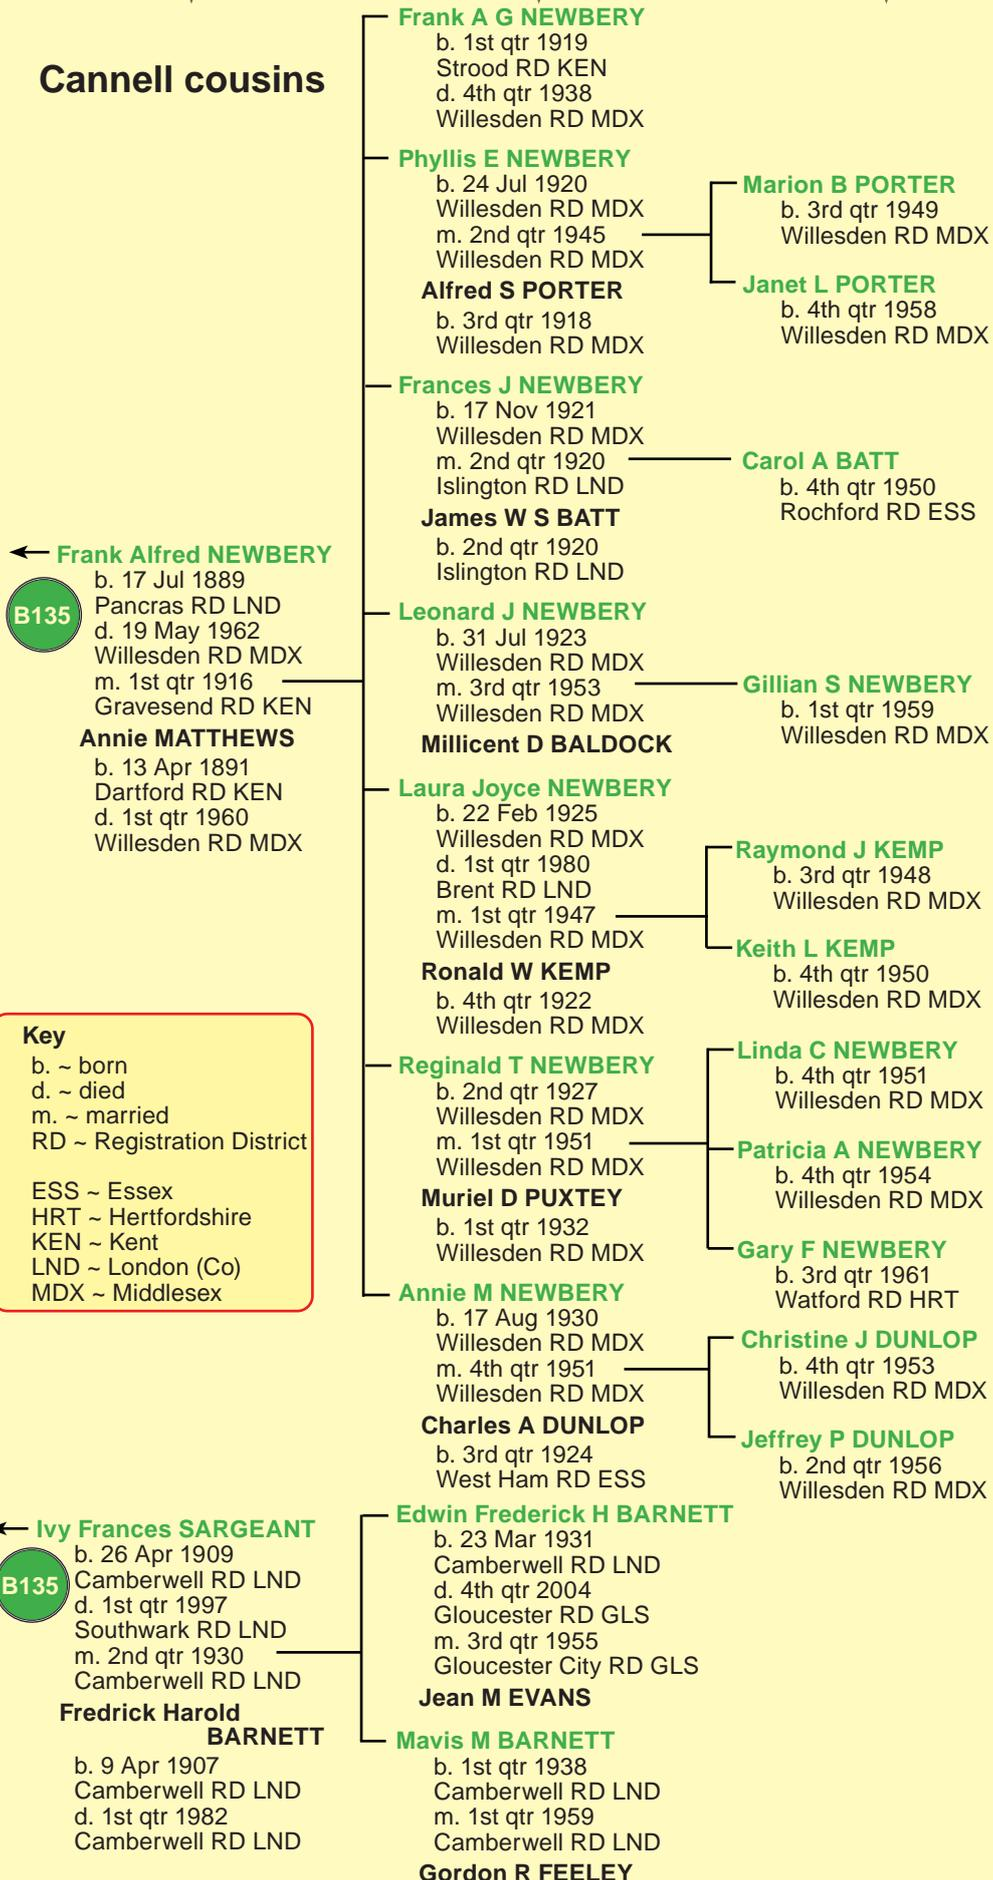 Cannell cousins
Frank Alfred NEWBERY
B135
b. 17 Jul 1889
Pancras RD LND
d. 19 May 1962
Willesden RD MDX
m. 1st qtr 1916
Gravesend RD KEN
Annie MATTHEWS
b. 13 Apr 1891
Dartford RD KEN
d. 1st qtr 1960
Willesden RD MDX
Frank A G NEWBERY
b. 1st qtr 1919
Strood RD KEN
d. 4th qtr 1938
Willesden RD MDX
Phyllis E NEWBERY
b. 24 Jul 1920
Willesden RD MDX
m. 2nd qtr 1945
Willesden RD MDX
Alfred S PORTER
b. 3rd qtr 1918
Willesden RD MDX
Marion B PORTER
b. 3rd qtr 1949
Willesden RD MDX
Janet L PORTER
b. 4th qtr 1958
Willesden RD MDX
Frances J NEWBERY
b. 17 Nov 1921
Willesden RD MDX
m. 2nd qtr 1920
Islington RD LND
James W S BATT
b. 2nd qtr 1920
Islington RD LND
Carol A BATT
b. 4th qtr 1950
Rochford RD ESS
Leonard J NEWBERY
b. 31 Jul 1923
Willesden RD MDX
m. 3rd qtr 1953
Willesden RD MDX
Millicent D BALDOCK
Gillian S NEWBERY
b. 1st qtr 1959
Willesden RD MDX
Laura Joyce NEWBERY
b. 22 Feb 1925
Willesden RD MDX
d. 1st qtr 1980
Brent RD LND
m. 1st qtr 1947
Willesden RD MDX
Ronald W KEMP
b. 4th qtr 1922
Willesden RD MDX
Raymond J KEMP
b. 3rd qtr 1948
Willesden RD MDX
Keith L KEMP
b. 4th qtr 1950
Willesden RD MDX
Reginald T NEWBERY
b. 2nd qtr 1927
Willesden RD MDX
m. 1st qtr 1951
Willesden RD MDX
Muriel D PUXTEY
b. 1st qtr 1932
Willesden RD MDX
Linda C NEWBERY
b. 4th qtr 1951
Willesden RD MDX
Patricia A NEWBERY
b. 4th qtr 1954
Willesden RD MDX
Gary F NEWBERY
b. 3rd qtr 1961
Watford RD HRT
Annie M NEWBERY
b. 17 Aug 1930
Willesden RD MDX
m. 4th qtr 1951
Willesden RD MDX
Charles A DUNLOP
b. 3rd qtr 1924
West Ham RD ESS
Christine J DUNLOP
b. 4th qtr 1953
Willesden RD MDX
Jeffrey P DUNLOP
b. 2nd qtr 1956
Willesden RD MDX
Key
b. ~ born
d. ~ died
m. ~ married
RD ~ Registration District
ESS ~ Essex
HRT ~ Hertfordshire
KEN ~ Kent
LND ~ London (Co)
MDX ~ Middlesex
Ivy Frances SARGEANT
B135
b. 26 Apr 1909
Camberwell RD LND
d. 1st qtr 1997
Southwark RD LND
m. 2nd qtr 1930
Camberwell RD LND
Fredrick Harold
BARNETT
b. 9 Apr 1907
Camberwell RD LND
d. 1st qtr 1982
Camberwell RD LND
Edwin Frederick H BARNETT
b. 23 Mar 1931
Camberwell RD LND
d. 4th qtr 2004
Gloucester RD GLS
m. 3rd qtr 1955
Gloucester City RD GLS
Jean M EVANS
Mavis M BARNETT
b. 1st qtr 1938
Camberwell RD LND
m. 1st qtr 1959
Camberwell RD LND
Gordon R FEELEY